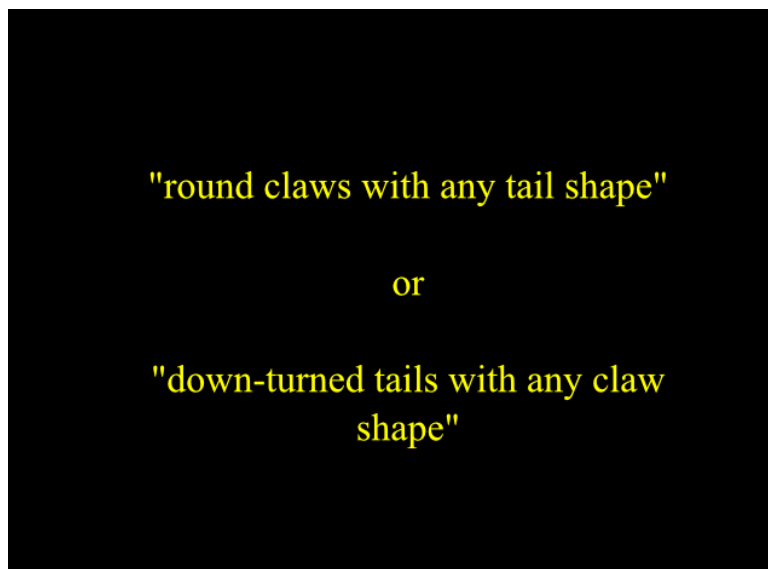 "round claws with any tail shape"
or
"down-turned tails with any claw
shape"